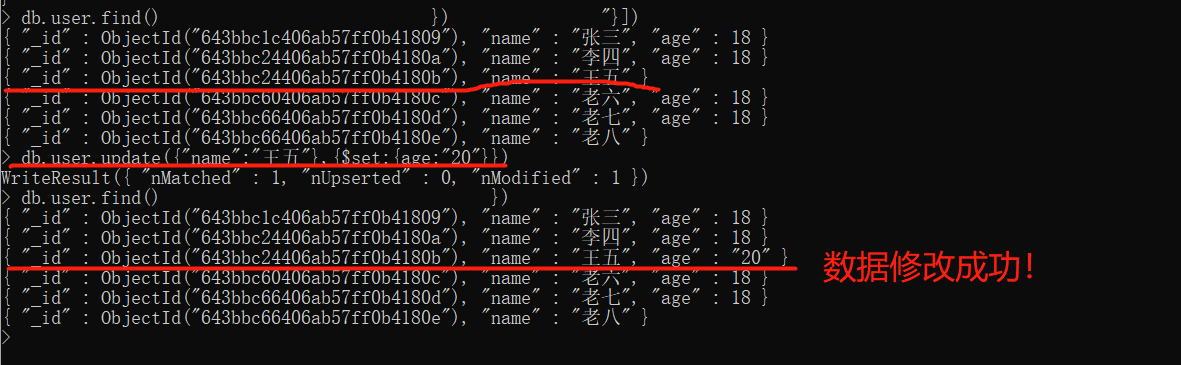 > db.user.find() }) "}])
{ "_id" : ObjectId("643bbc1c406ab57ff0b41809"), "name" : "张三", "age" : 18 }
{ "_id" : ObjectId("643bbc24406ab57ff0b4180a"), "name" : "李四", "age" : 18 }
{ "_id" : ObjectId("643bbc24406ab57ff0b4180b"), "name" : "王五" }
{ "_id" : ObjectId("643bbc60406ab57ff0b4180c"), "name" : "老六", "age" : 18 }
{ "_id" : ObjectId("643bbc66406ab57ff0b4180d"), "name" : "老七", "age" : 18 }
{ "_id" : ObjectId("643bbc66406ab57ff0b4180e"), "name" : "老八" }
> db.user.update({"name":"王五"},{$set:{age:"20"}})
WriteResult({ "nMatched" : 1, "nUpserted" : 0, "nModified" : 1 })
> db.user.find() })
{ "_id" : ObjectId("643bbc1c406ab57ff0b41809"), "name" : "张三", "age" : 18 }
{ "_id" : ObjectId("643bbc24406ab57ff0b4180a"), "name" : "李四", "age" : 18 }
{ "_id" : ObjectId("643bbc24406ab57ff0b4180b"), "name" : "王五", "age" : "20" }
数据修改成功!
{ "_id" : ObjectId("643bbc60406ab57ff0b4180c"), "name" : "老六", "age" : 18 }
{ "_id" : ObjectId("643bbc66406ab57ff0b4180d"), "name" : "老七", "age" : 18 }
{ "_id" : ObjectId("643bbc66406ab57ff0b4180e"), "name" : "老八" }
>